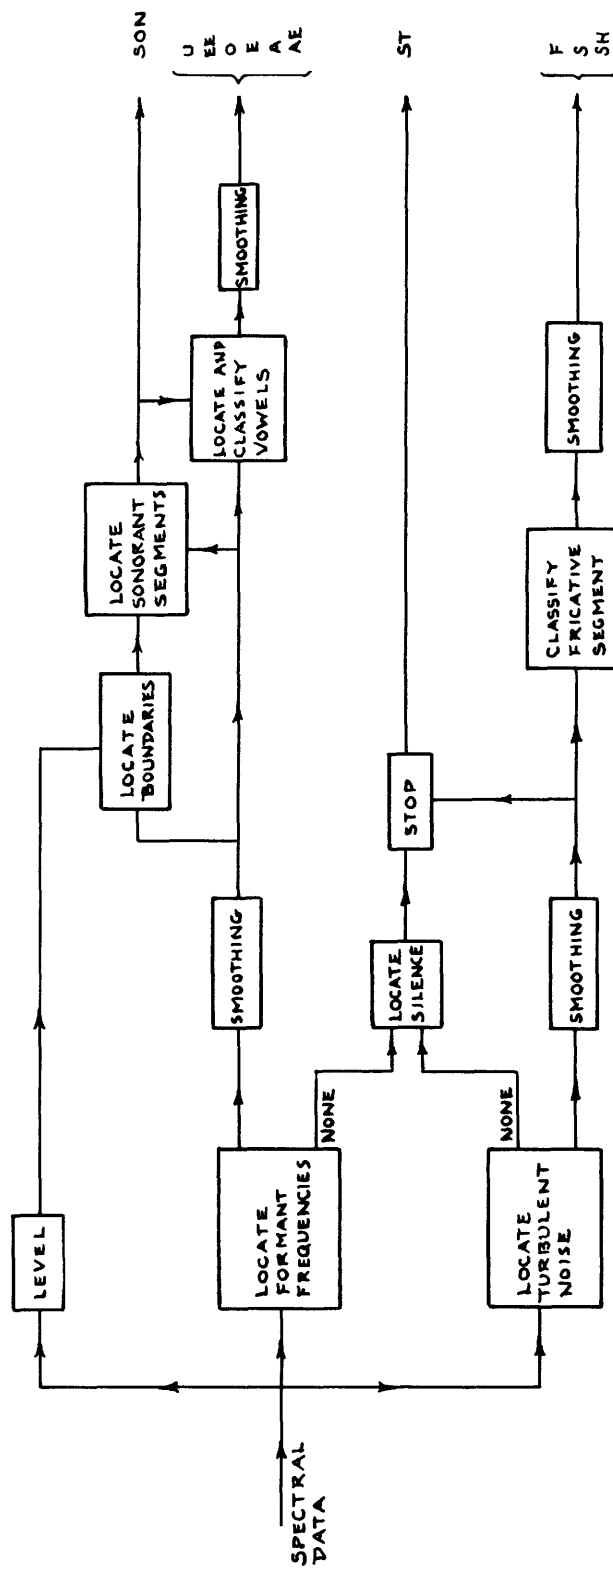 SPECTRAL
DATA
LEVEL
LOCATE
FORMANT
FREQUENCIES
NONE
LOCATE
TURBULENT
NOISE
NONE
SMOOTHING
LOCATE
SILENCE
SMOOTHING
LOCATE
BOUNDARIES
STOP
LOCATE
SONORANT
SEGMENTS
CLASSIFY
FRICATIVE
SEGMENT
LOCATE AND
CLASSIFY
VOWELS
SMOOTHING
SMOOTHING
SON
U
EE
O
E
A
AE
ST
F
S
SH